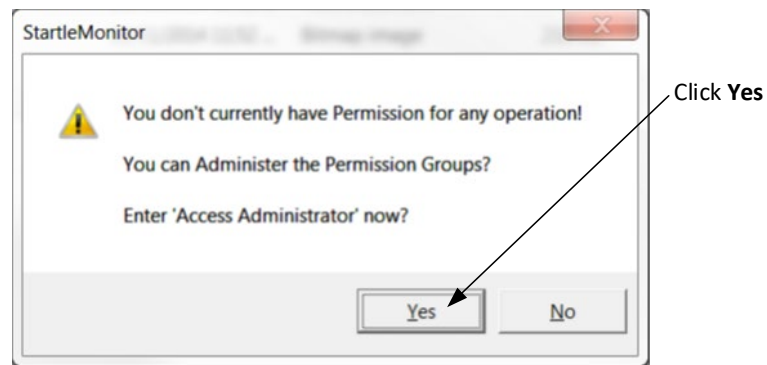 StartleMonitor
You don't currently have Permission for any operation!
You can Administer the Permission Groups?
Enter 'Access Administrator' now?
Yes
No
Click Yes